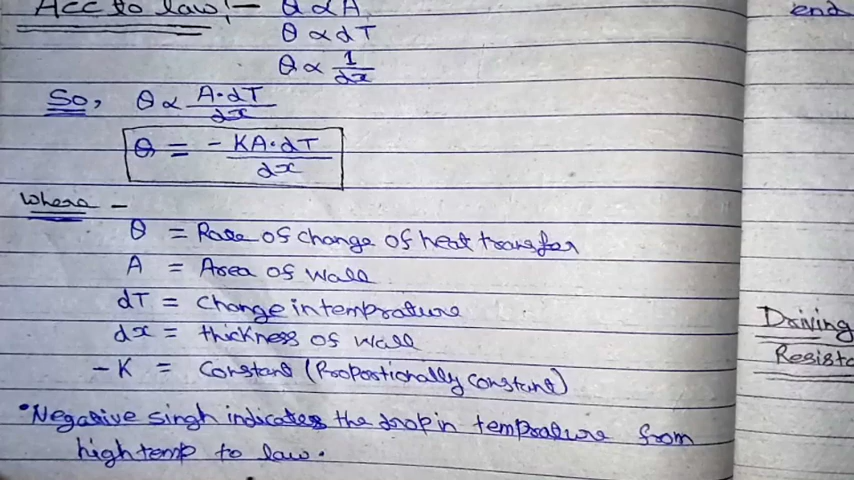 Acc to law:- Q ∝ A
Q ∝ dT
Q ∝ 1/dx
So, Q ∝ A·dT/dx
Q = -KA·dT/dx
Where -
Q = Rate of change of heat transfer
A = Area of wall
dT = change in temprature
dx = thickness of wall
-K = Constant (Propostionally constant)
•Negative singh indicates the drop in temprature from
high temp to law.
end
Driving
Resista